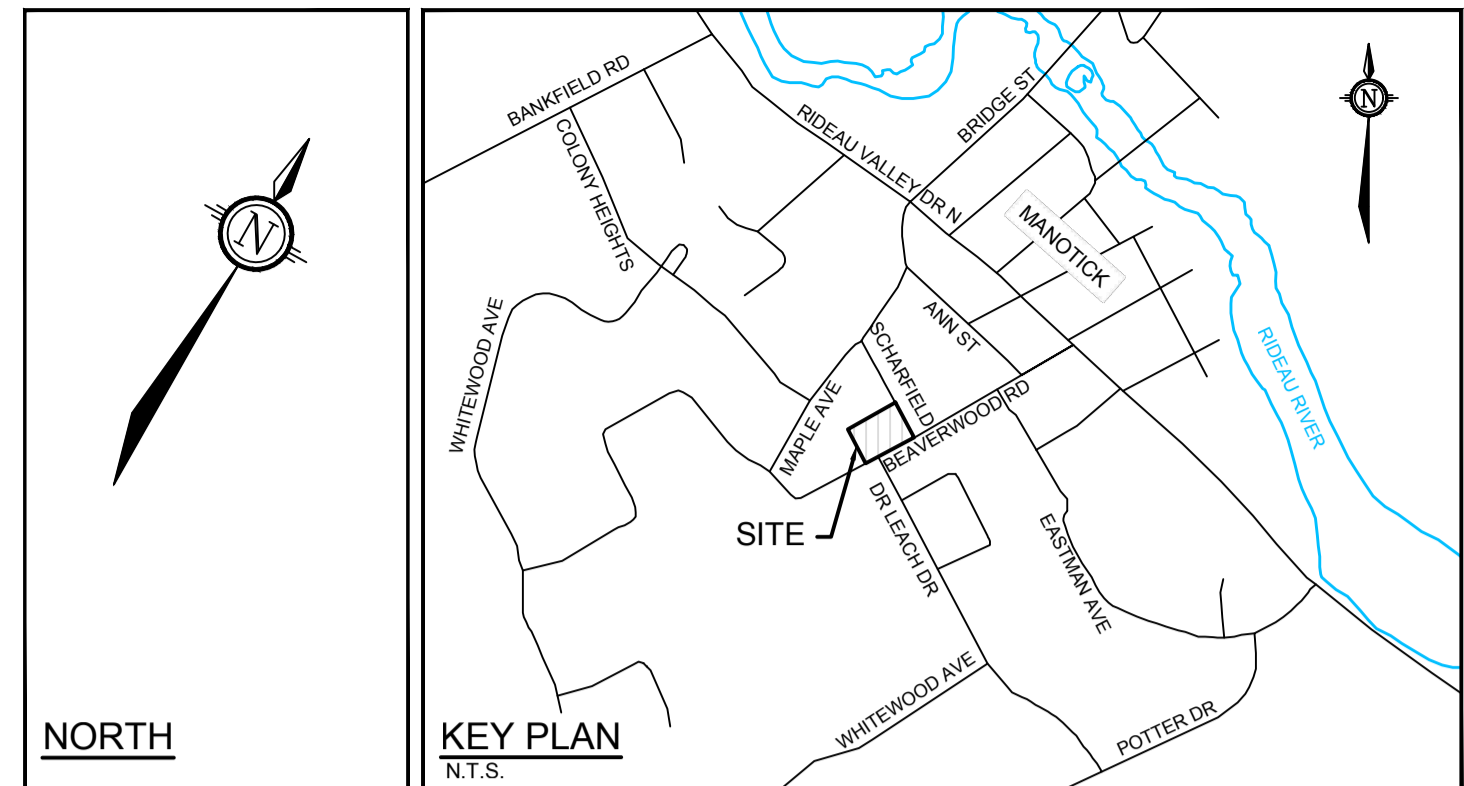 N
NORTH
BANKFIELD RD
COLONY HEIGHTS
RIDEAU VALLEY DR N
BRIDGE ST
N
MANOTICK
WHITEWOOD AVE
ANN ST
SCHARFIELD
MAPLE AVE
BEAVERWOOD RD
RIDEAU RIVER
SITE
DR LEACH DR
EASTMAN AVE
WHITEWOOD AVE
POTTER DR
KEY PLAN
N.T.S.